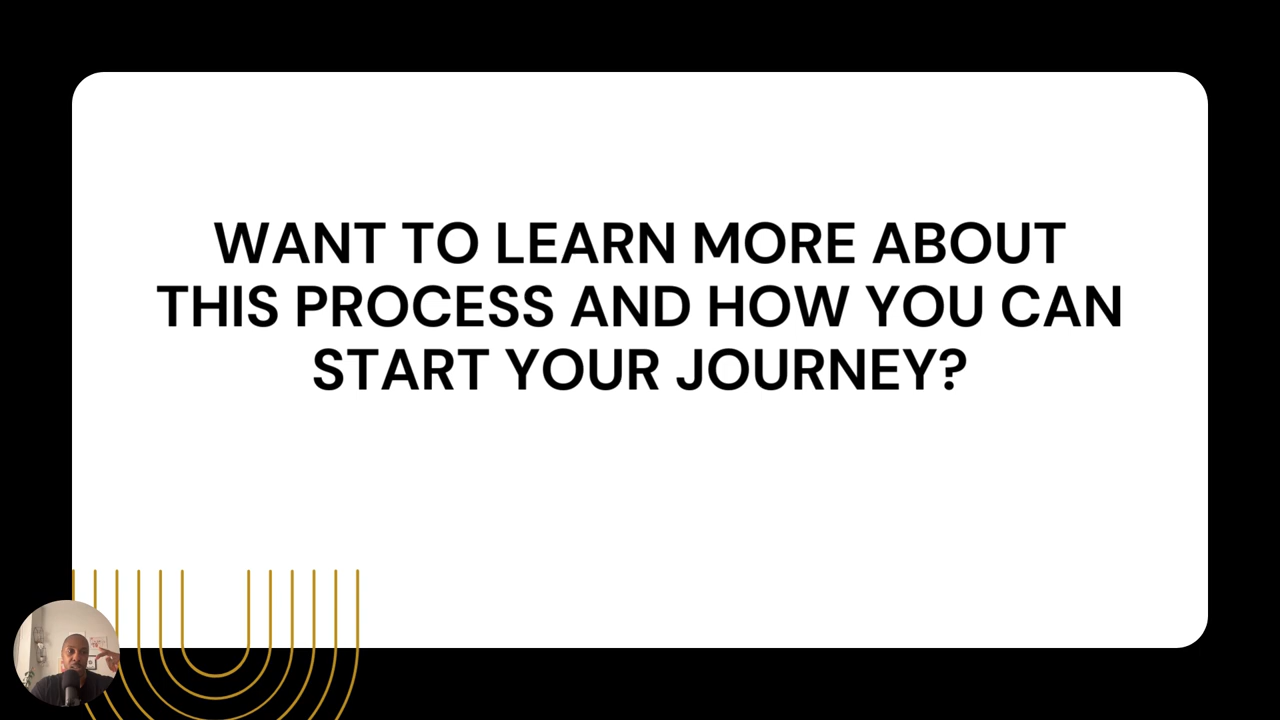 WANT TO LEARN MORE ABOUT
THIS PROCESS AND HOW YOU CAN
START YOUR JOURNEY?